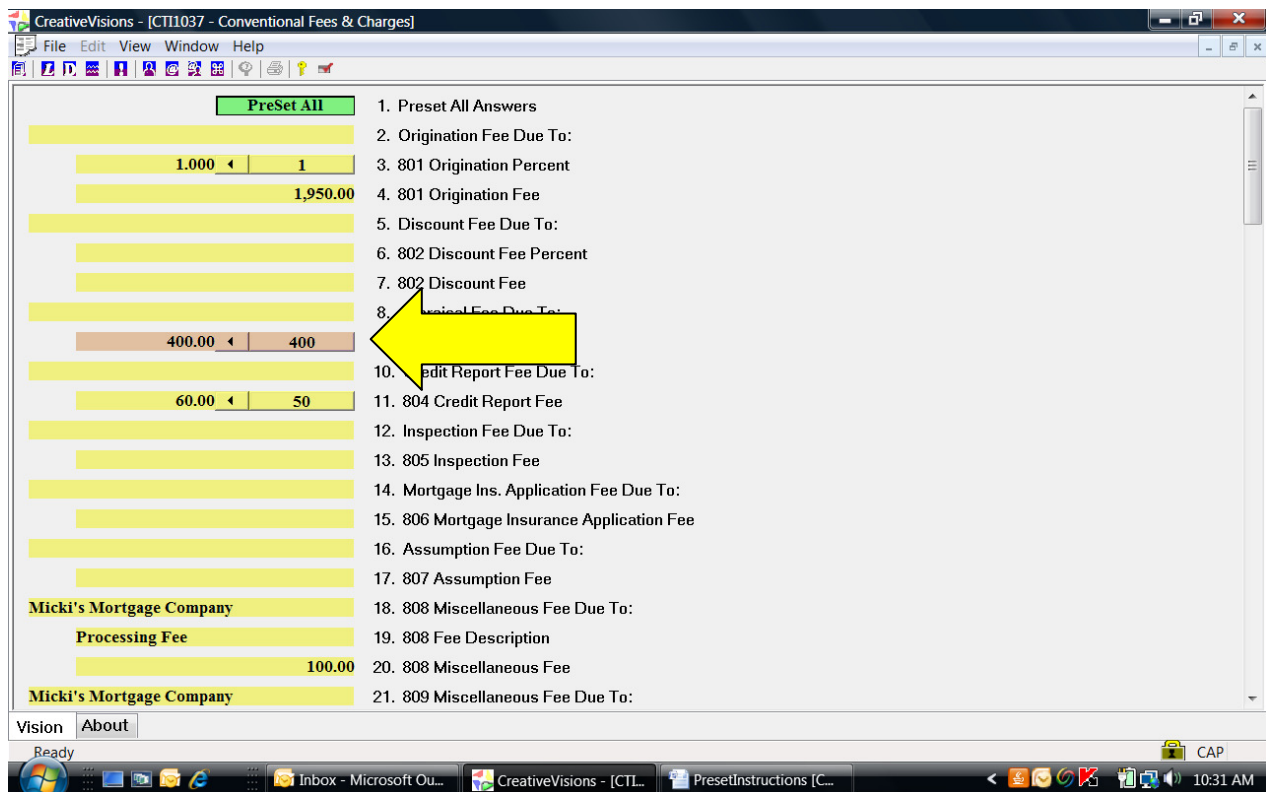 CreativeVisions - [CTI1037 - Conventional Fees & Charges]
File Edit View Window Help
PreSet All 1. Preset All Answers
2. Origination Fee Due To:
1.000 1 3. 801 Origination Percent
1,950.00 4. 801 Origination Fee
5. Discount Fee Due To:
6. 802 Discount Fee Percent
7. 802 Discount Fee
8. Fee Due To:
400.00 400
10. Credit Report Fee Due To:
60.00 50 11. 804 Credit Report Fee
12. Inspection Fee Due To:
13. 805 Inspection Fee
14. Mortgage Ins. Application Fee Due To:
15. 806 Mortgage Insurance Application Fee
16. Assumption Fee Due To:
17. 807 Assumption Fee
Micki's Mortgage Company 18. 808 Miscellaneous Fee Due To:
Processing Fee 19. 808 Fee Description
100.00 20. 808 Miscellaneous Fee
Micki's Mortgage Company 21. 809 Miscellaneous Fee Due To:
Vision About
Ready CAP
Inbox - Microsoft Ou... CreativeVisions - [CTI... PresetInstructions [C... 10:31 AM